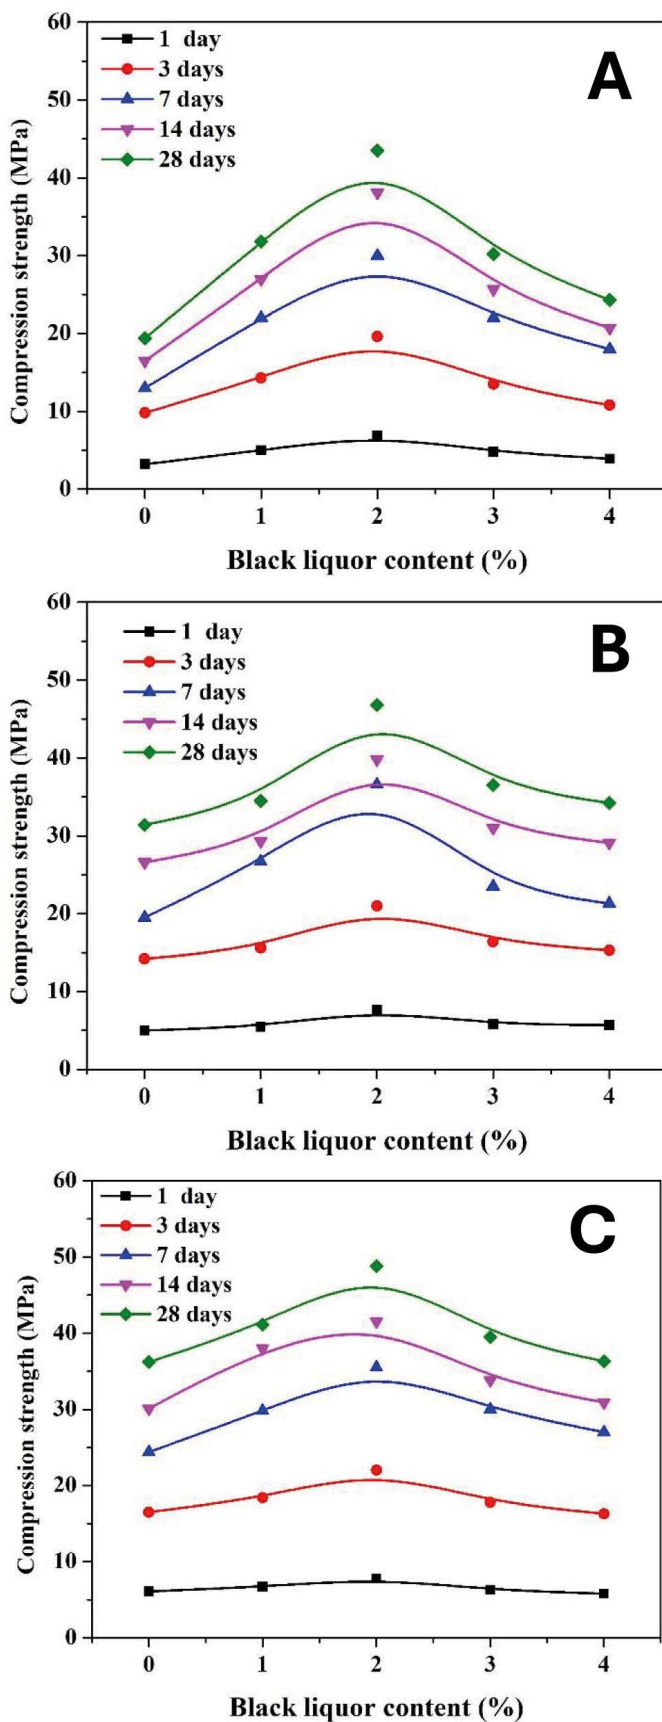 60
A
1 day
3 days
50
7 days
14 days
28 days
40
30
20
10
0
Compression strength (MPa)
0 1 2 3 4
Black liquor content (%)
60
B
1 day
3 days
50
7 days
14 days
28 days
40
30
20
10
0
Compression strength (MPa)
0 1 2 3 4
Black liquor content (%)
60
C
1 day
3 days
50
7 days
14 days
28 days
40
30
20
10
0
Compression strength (MPa)
0 1 2 3 4
Black liquor content (%)